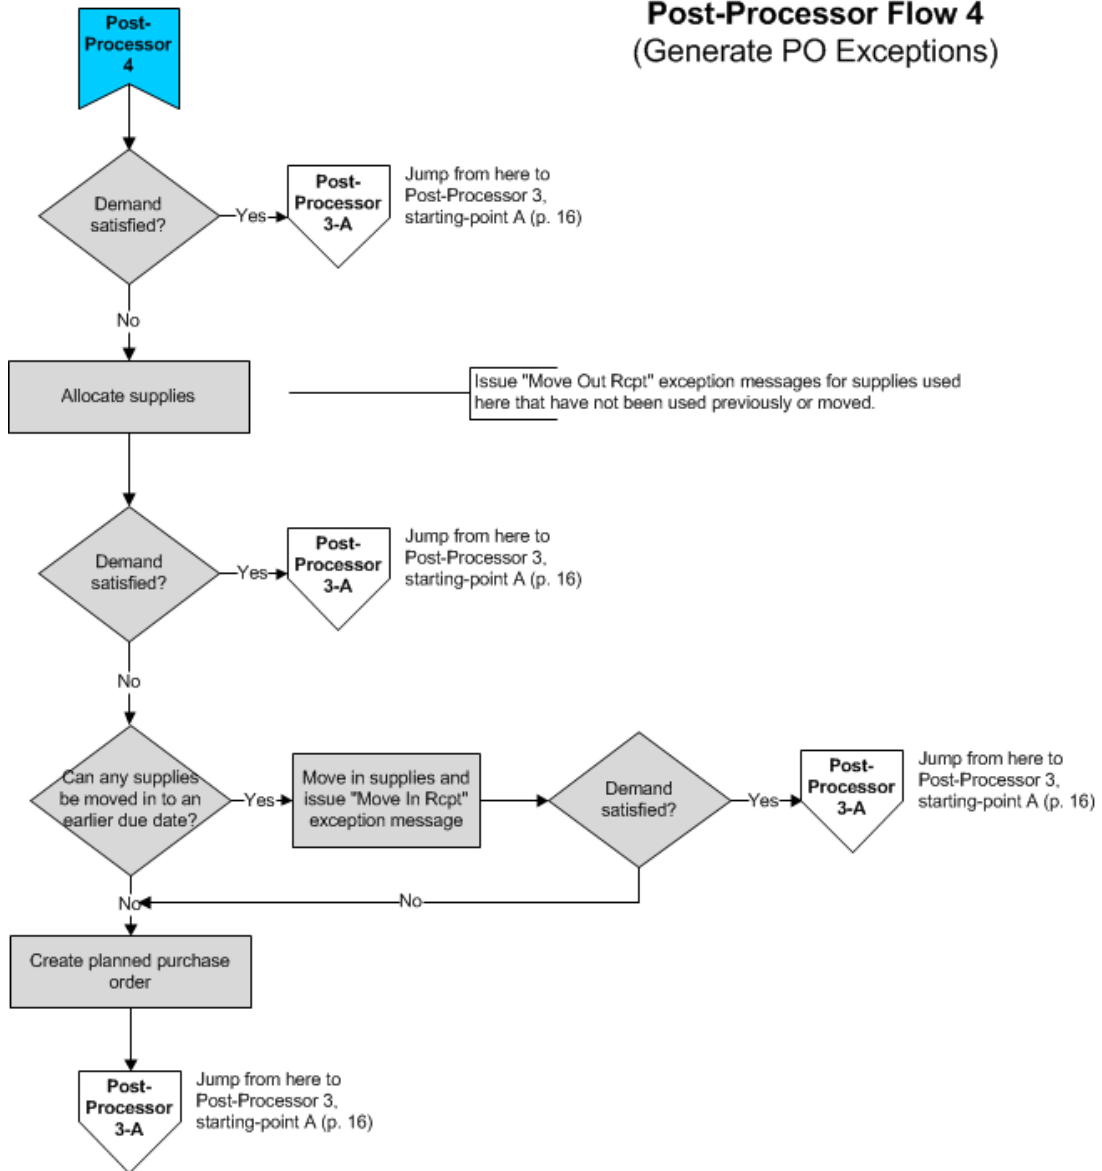 Post-Processor Flow 4
(Generate PO Exceptions)
Post-
Processor
4
Demand
satisfied?
Yes
Post-
Processor
3-A
Jump from here to
Post-Processor 3,
starting-point A (p. 16)
No
Allocate supplies
Issue "Move Out Rcpt" exception messages for supplies used
here that have not been used previously or moved.
Demand
satisfied?
Yes
Post-
Processor
3-A
Jump from here to
Post-Processor 3,
starting-point A (p. 16)
No
Can any supplies
be moved in to an
earlier due date?
Yes
Move in supplies and
issue "Move In Rcpt"
exception message
Demand
satisfied?
Yes
Post-
Processor
3-A
Jump from here to
Post-Processor 3,
starting-point A (p. 16)
No
No
Create planned purchase
order
Post-
Processor
3-A
Jump from here to
Post-Processor 3,
starting-point A (p. 16)